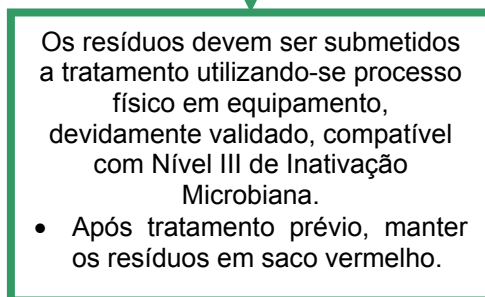 Os resíduos devem ser submetidos
a tratamento utilizando-se processo
físico em equipamento,
devidamente validado, compatível
com Nível III de Inativação
Microbiana.
• Após tratamento prévio, manter
os resíduos em saco vermelho.